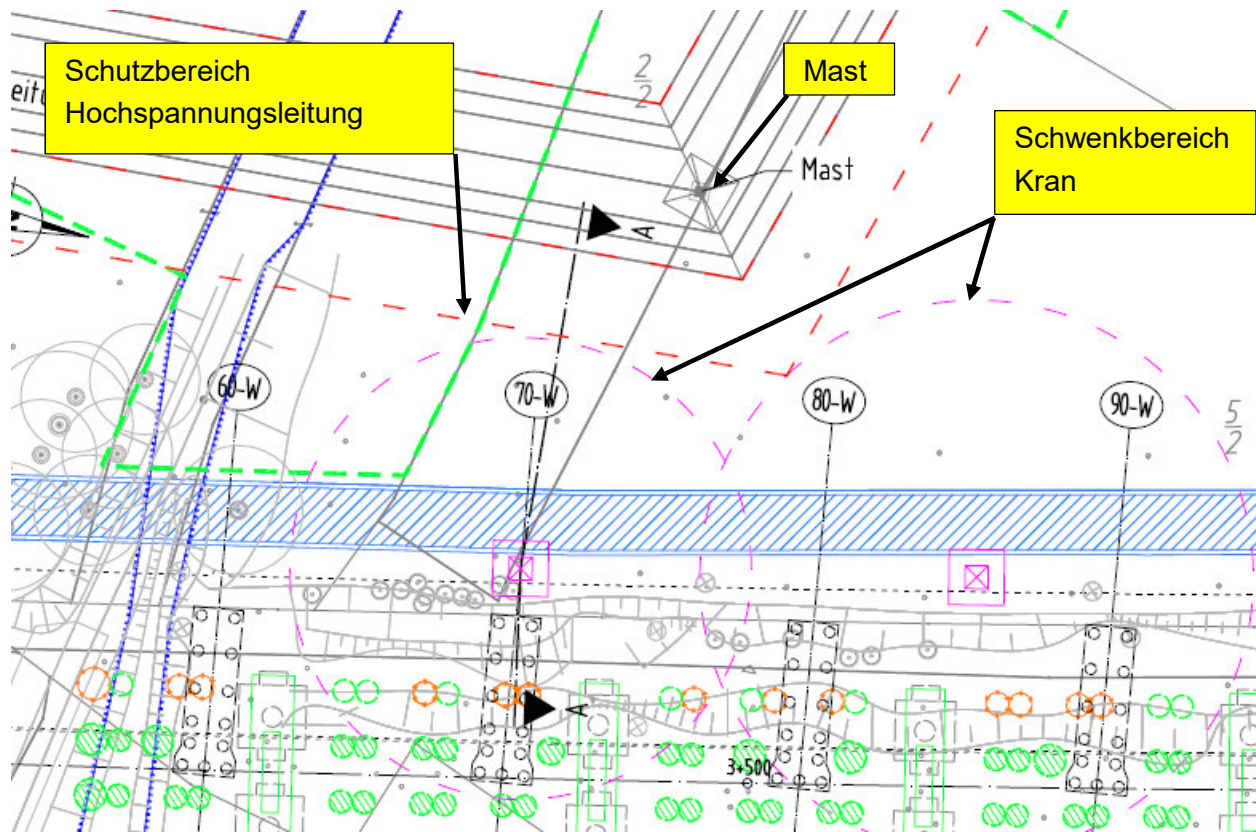 Schutzbereich
Hochspannungsleitung
2
2
Mast
Schwenkbereich
Kran
Mast
A
60-W
70-W
80-W
90-W
5
2
A
3+500